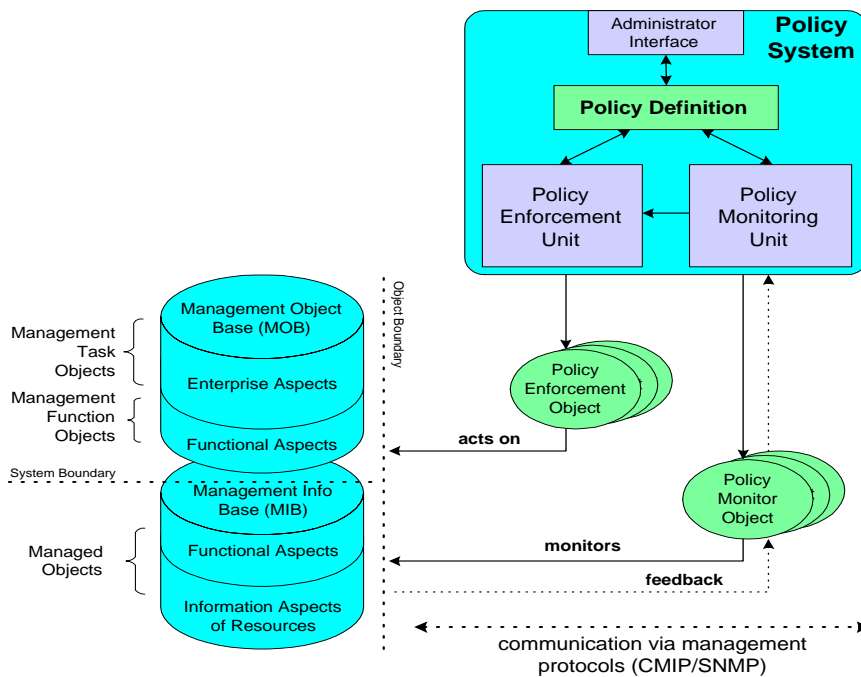 Administrator
Interface
Policy
System
Policy Definition
Policy
Enforcement
Unit
Policy
Monitoring
Unit
Object Boundary
Management Object
Base (MOB)
Management
Task
Objects
Enterprise Aspects
Management
Function
Objects
Functional Aspects
Policy
Enforcement
Object
acts on
System Boundary
Management Info
Base (MIB)
Policy
Monitor
Object
Managed
Objects
Functional Aspects
monitors
feedback
Information Aspects
of Resources
communication via management
protocols (CMIP/SNMP)